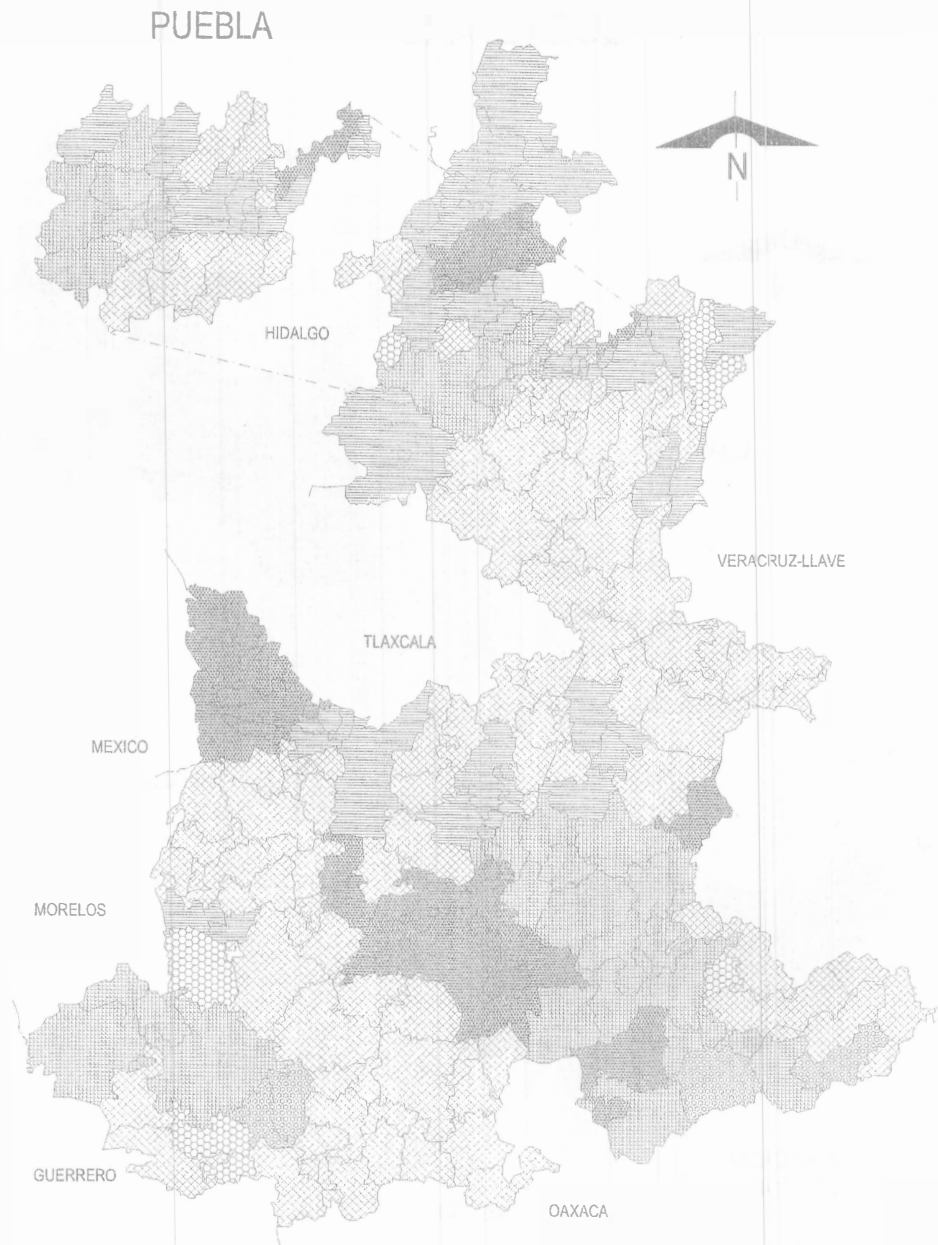 PUEBLA
N
HIDALGO
VERACRUZ-LLAVE
TLAXCALA
MEXICO
MORELOS
GUERRERO
OAXACA